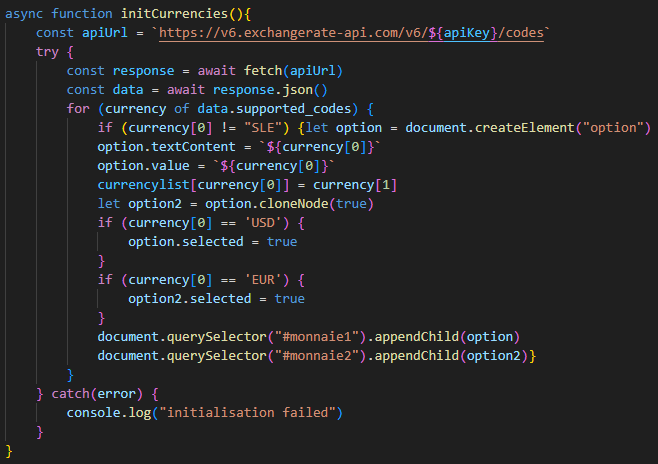 async function initCurrencies(){
    const apiUrl = `https://v6.exchangerate-api.com/v6/${apiKey}/codes`
    try {
        const response = await fetch(apiUrl)
        const data = await response.json()
        for (currency of data.supported_codes) {
            if (currency[0] != "SLE") {let option = document.createElement("option")
            option.textContent = `${currency[0]}`
            option.value = `${currency[0]}`
            currencylist[currency[0]] = currency[1]
            let option2 = option.cloneNode(true)
            if (currency[0] == 'USD') {
                option.selected = true
            }
            if (currency[0] == 'EUR') {
                option2.selected = true
            }
            document.querySelector("#monnaie1").appendChild(option)
            document.querySelector("#monnaie2").appendChild(option2)}
        }
    } catch(error) {
        console.log("initialisation failed")
    }
}